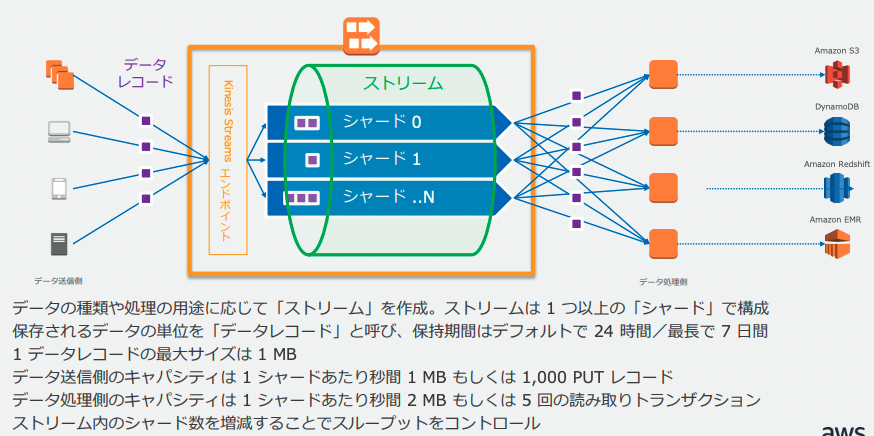 データ
レコード
Kinesis Streams エンドポイント
ストリーム
シャード 0
シャード 1
シャード ..N
Amazon S3
DynamoDB
Amazon Redshift
Amazon EMR
データ送信側
データ処理側
データの種類や処理の用途に応じて「ストリーム」を作成。ストリームは 1 つ以上の「シャード」で構成
保存されるデータの単位を「データレコード」と呼び、保持期間はデフォルトで 24 時間／最長で 7 日間
1 データレコードの最大サイズは 1 MB
データ送信側のキャパシティは 1 シャードあたり秒間 1 MB もしくは 1,000 PUT レコード
データ処理側のキャパシティは 1 シャードあたり秒間 2 MB もしくは 5 回の読み取りトランザクション
ストリーム内のシャード数を増減することでスループットをコントロール
aws